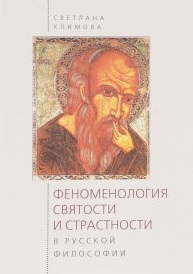 СВЕТЛАНА
КЛИМОВА
ФЕНОМЕНОЛОГИЯ
СВЯТОСТИ
И СТРАСТНОСТИ
В РУССКОЙ
ФИЛОСОФИИ